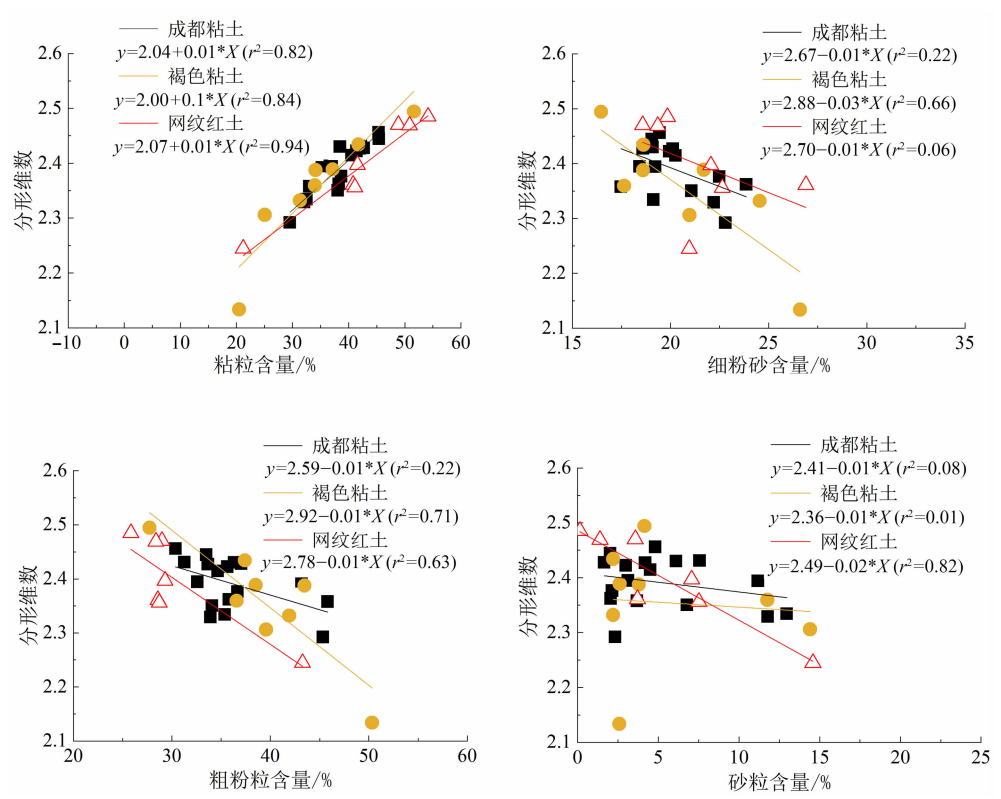 成都粘土
y=2.04+0.01*X(r²=0.82)
褐色粘土
y=2.00+0.1*X(r²=0.84)
网纹红土
y=2.07+0.01*X(r²=0.94)
2.6
2.5
2.4
2.3
2.2
2.1
分形维数
-10 0 10 20 30 40 50 60
粘粒含量/%
成都粘土
y=2.67-0.01*X(r²=0.22)
褐色粘土
y=2.88-0.03*X(r²=0.66)
网纹红土
y=2.70-0.01*X(r²=0.06)
2.6
2.5
2.4
2.3
2.2
2.1
分形维数
15 20 25 30 35
细粉砂含量/%
成都粘土
y=2.59-0.01*X(r²=0.22)
褐色粘土
y=2.92-0.01*X(r²=0.71)
网纹红土
y=2.78-0.01*X(r²=0.63)
2.6
2.5
2.4
2.3
2.2
2.1
分形维数
20 30 40 50 60
粗粉粒含量/%
成都粘土
y=2.41-0.01*X(r²=0.08)
褐色粘土
y=2.36-0.01*X(r²=0.01)
网纹红土
y=2.49-0.02*X(r²=0.82)
2.6
2.5
2.4
2.3
2.2
2.1
分形维数
0 5 10 15 20 25
砂粒含量/%